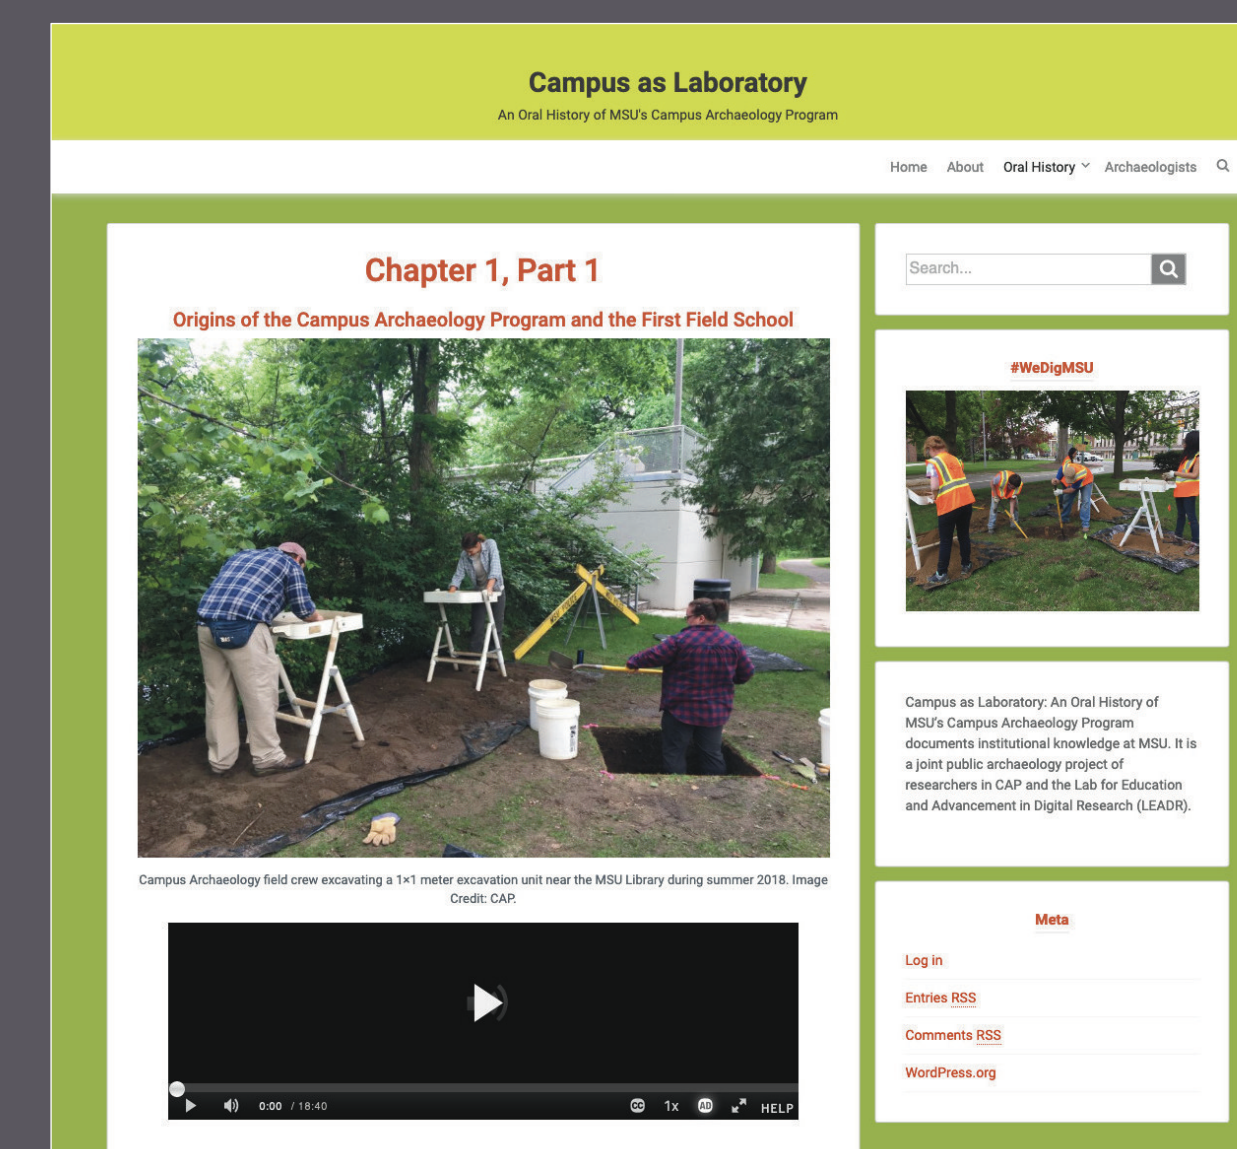 Campus as Laboratory
An Oral History of MSU's Campus Archaeology Program
Home About Oral History Archaeologists
Chapter 1, Part 1
Origins of the Campus Archaeology Program and the First Field School
Campus Archaeology field crew excavating a 1×1 meter excavation unit near the MSU Library during summer 2018. Image
Credit: CAP.
0:00 / 18:40 CC 1x AD HELP
Search...
#WeDigMSU
Campus as Laboratory: An Oral History of
MSU's Campus Archaeology Program
documents institutional knowledge at MSU. It is
a joint public archaeology project of
researchers in CAP and the Lab for Education
and Advancement in Digital Research (LEADR).
Meta
Log in
Entries RSS
Comments RSS
WordPress.org